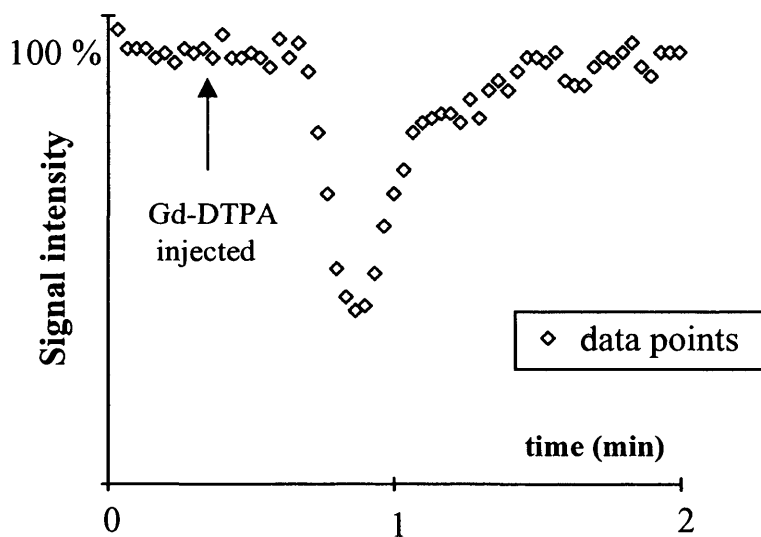 100 %
Signal intensity
Gd-DTPA
injected
data points
time (min)
0
1
2